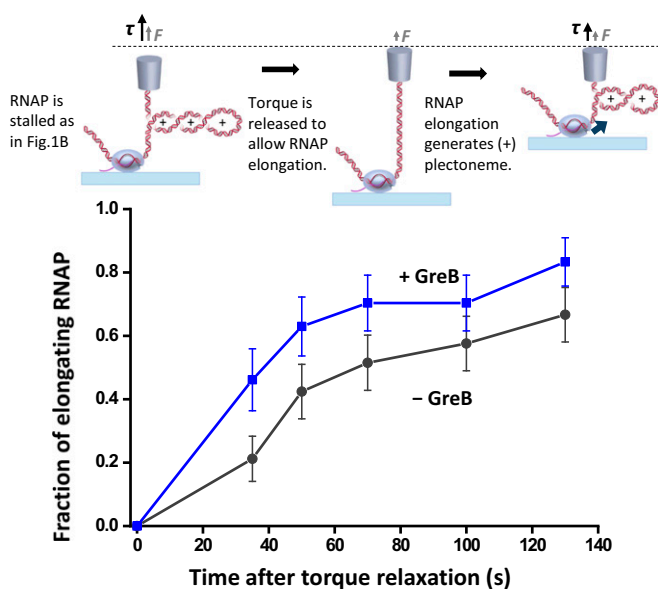 τ F
F
τ F
RNAP is
stalled as
in Fig.1B
+ + +
Torque is
released to
allow RNAP
elongation.
RNAP
elongation
generates (+)
plectoneme.
+ +
Fraction of elongating RNAP
1.0
0.8
0.6
0.4
0.2
0.0
+ GreB
– GreB
0 20 40 60 80 100 120 140
Time after torque relaxation (s)